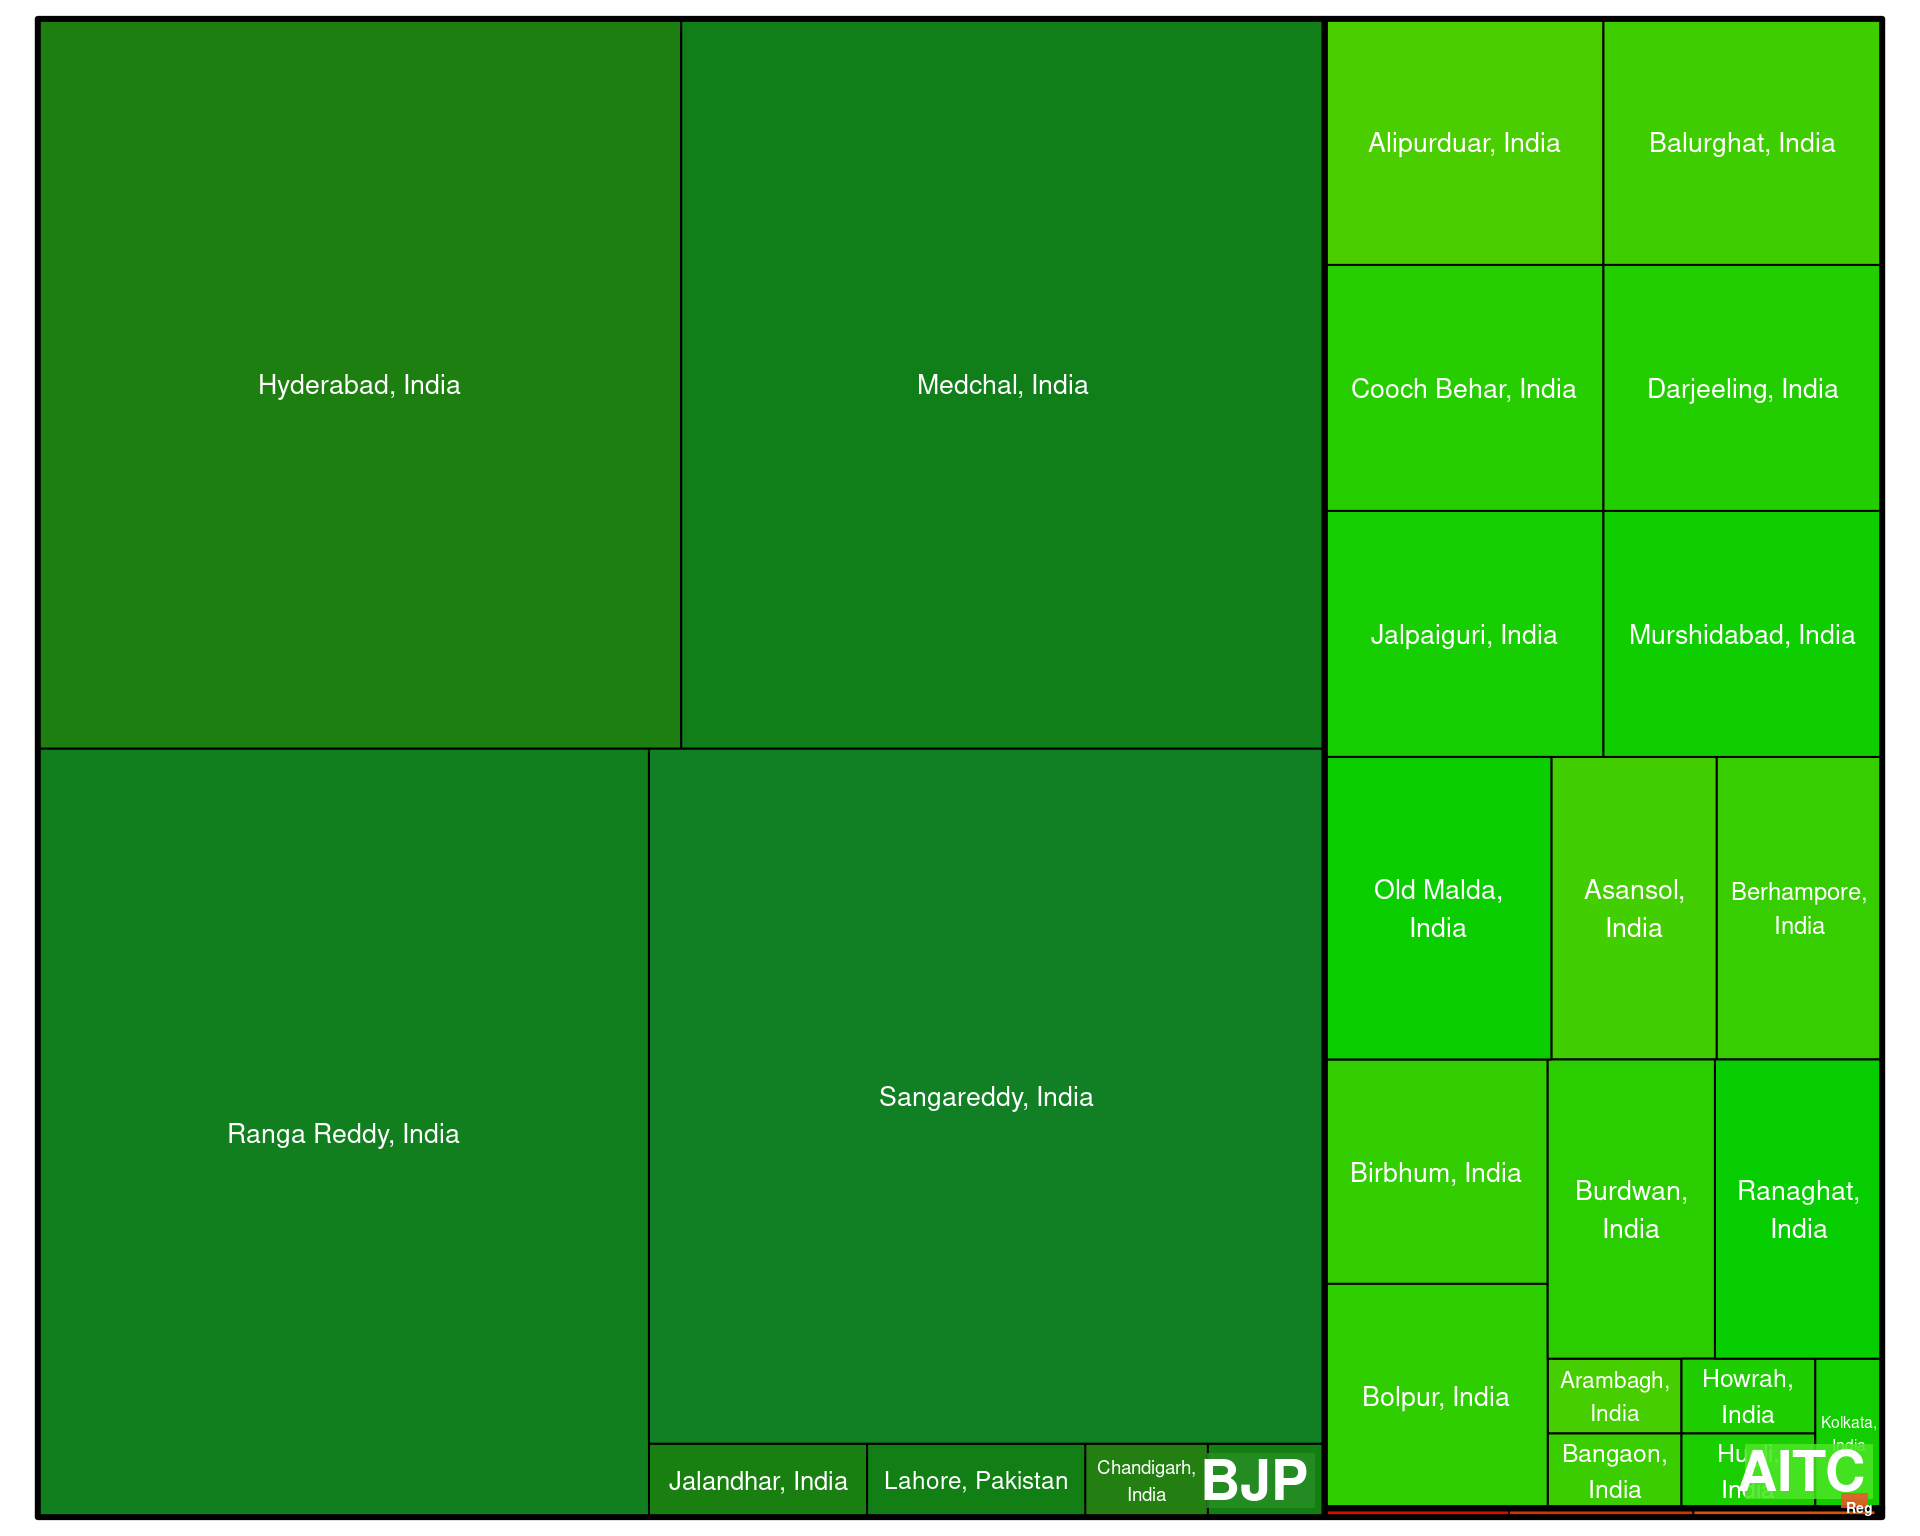 Hyderabad, India
Medchal, India
Ranga Reddy, India
Sangareddy, India
Jalandhar, India
Lahore, Pakistan
Chandigarh,
India
BJP
Alipurduar, India
Balurghat, India
Cooch Behar, India
Darjeeling, India
Jalpaiguri, India
Murshidabad, India
Old Malda,
India
Asansol,
India
Berhampore,
India
Birbhum, India
Burdwan,
India
Ranaghat,
India
Bolpur, India
Arambagh,
India
Howrah,
India
Kolkata,
India
Bangaon,
India
AITC
Reg